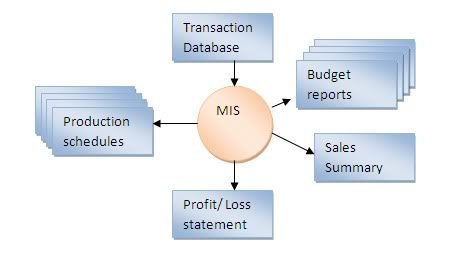 Transaction
Database
Budget
reports
MIS
Production
schedules
Sales
Summary
Profit/ Loss
statement